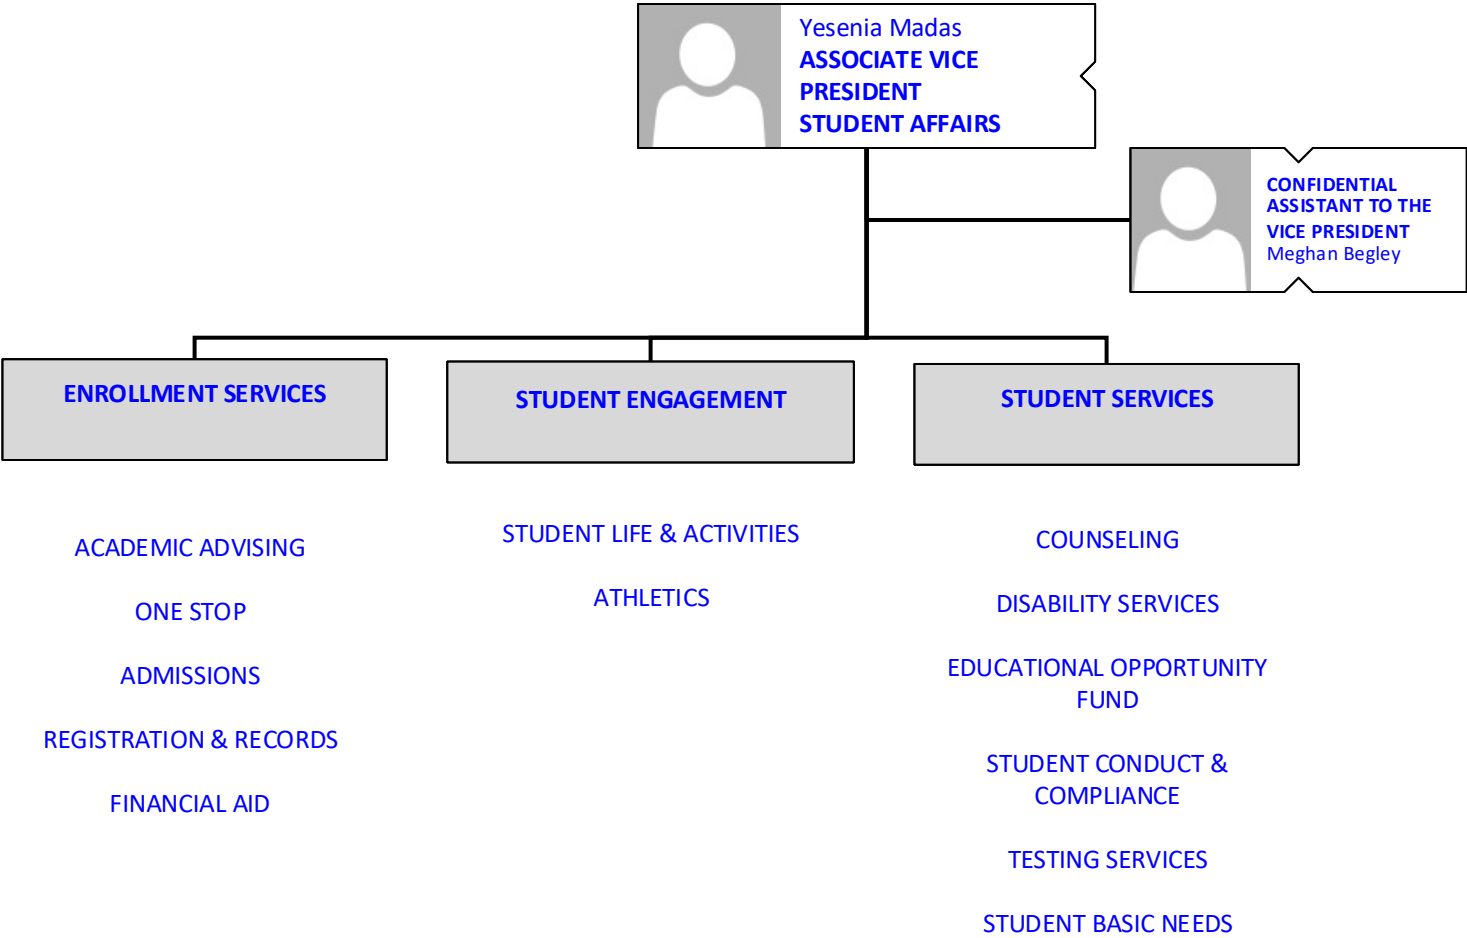 Yesenia Madas
ASSOCIATE VICE
PRESIDENT
STUDENT AFFAIRS
CONFIDENTIAL
ASSISTANT TO THE
VICE PRESIDENT
Meghan Begley
ENROLLMENT SERVICES
ACADEMIC ADVISING
ONE STOP
ADMISSIONS
REGISTRATION & RECORDS
FINANCIAL AID
STUDENT ENGAGEMENT
STUDENT LIFE & ACTIVITIES
ATHLETICS
STUDENT SERVICES
COUNSELING
DISABILITY SERVICES
EDUCATIONAL OPPORTUNITY
FUND
STUDENT CONDUCT &
COMPLIANCE
TESTING SERVICES
STUDENT BASIC NEEDS